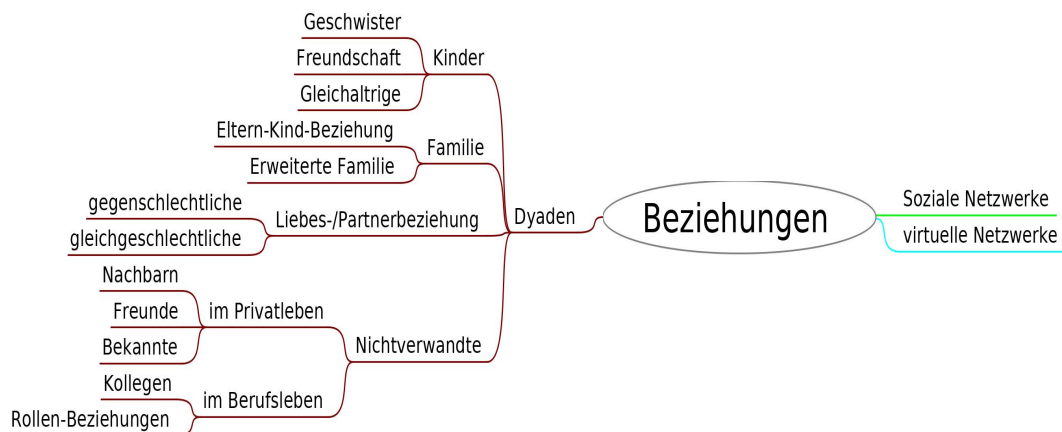 Geschwister
Freundschaft
Gleichaltrige
Kinder
Eltern-Kind-Beziehung
Erweiterte Familie
Familie
gegenschlechtliche
gleichgeschlechtliche
Liebes-/Partnerbeziehung
Dyaden
Beziehungen
Soziale Netzwerke
virtuelle Netzwerke
Nachbarn
Freunde
Bekannte
im Privatleben
Nichtverwandte
Kollegen
Rollen-Beziehungen
im Berufsleben